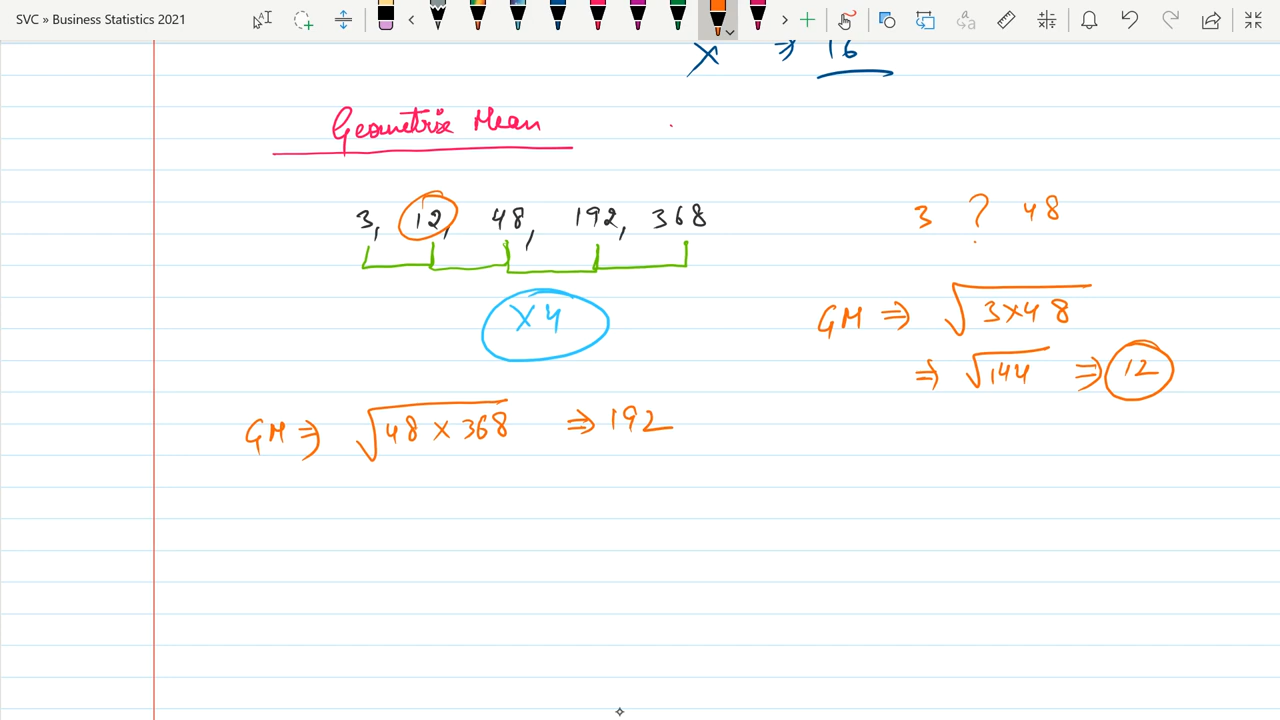 SVC » Business Statistics 2021
X ⇒ 16
Geometric Mean
3, 12, 48, 192, 368
3 ? 48
×4
GM ⇒ √3×48
⇒ √144 ⇒ 12
GM ⇒ √48 × 368 ⇒ 192